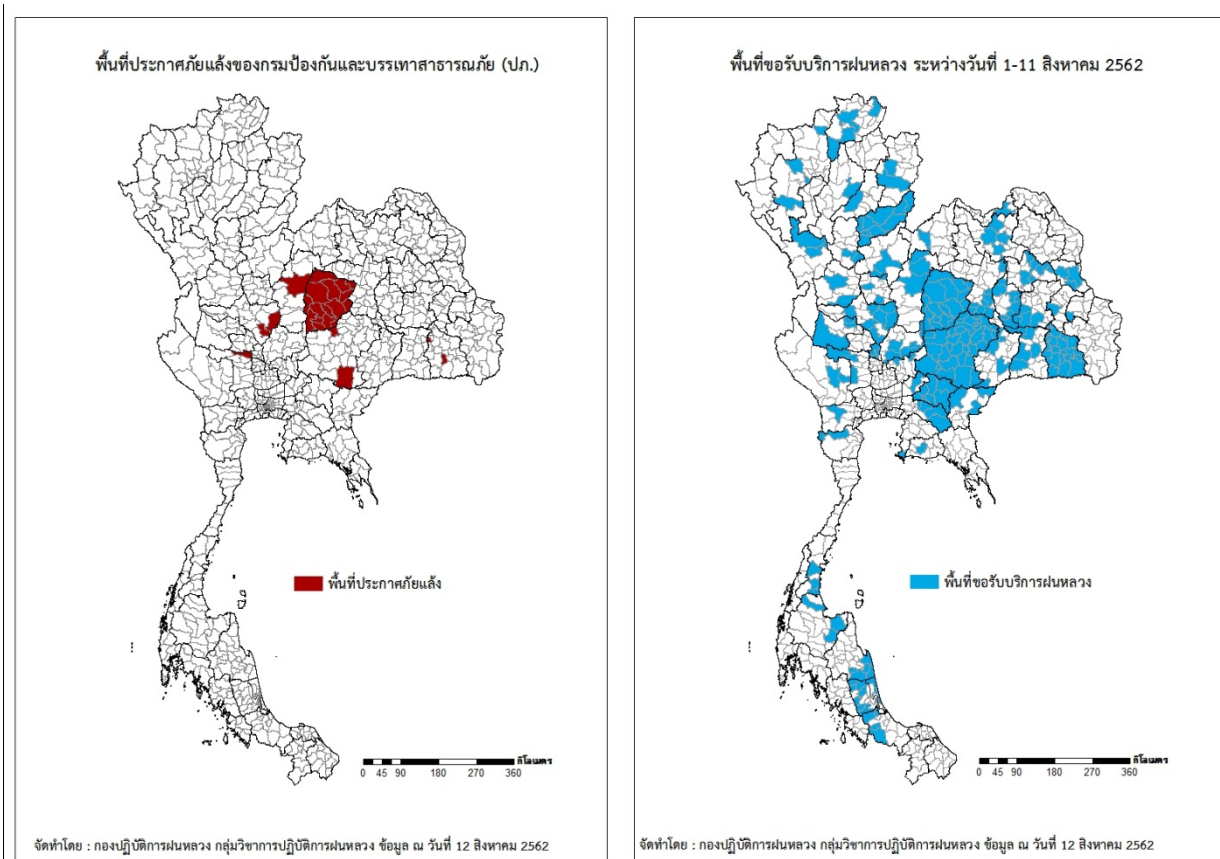 พื้นที่ประกาศภัยแล้งของกรมป้องกันและบรรเทาสาธารณภัย (ปภ.)
พื้นที่ประกาศภัยแล้ง
กิโลเมตร
0 45 90 180 270 360
จัดทำโดย : กองปฏิบัติการฝนหลวง กลุ่มวิชาการปฏิบัติการฝนหลวง ข้อมูล ณ วันที่ 12 สิงหาคม 2562
พื้นที่ขอรับบริการฝนหลวง ระหว่างวันที่ 1-11 สิงหาคม 2562
พื้นที่ขอรับบริการฝนหลวง
กิโลเมตร
0 45 90 180 270 360
จัดทำโดย : กองปฏิบัติการฝนหลวง กลุ่มวิชาการปฏิบัติการฝนหลวง ข้อมูล ณ วันที่ 12 สิงหาคม 2562